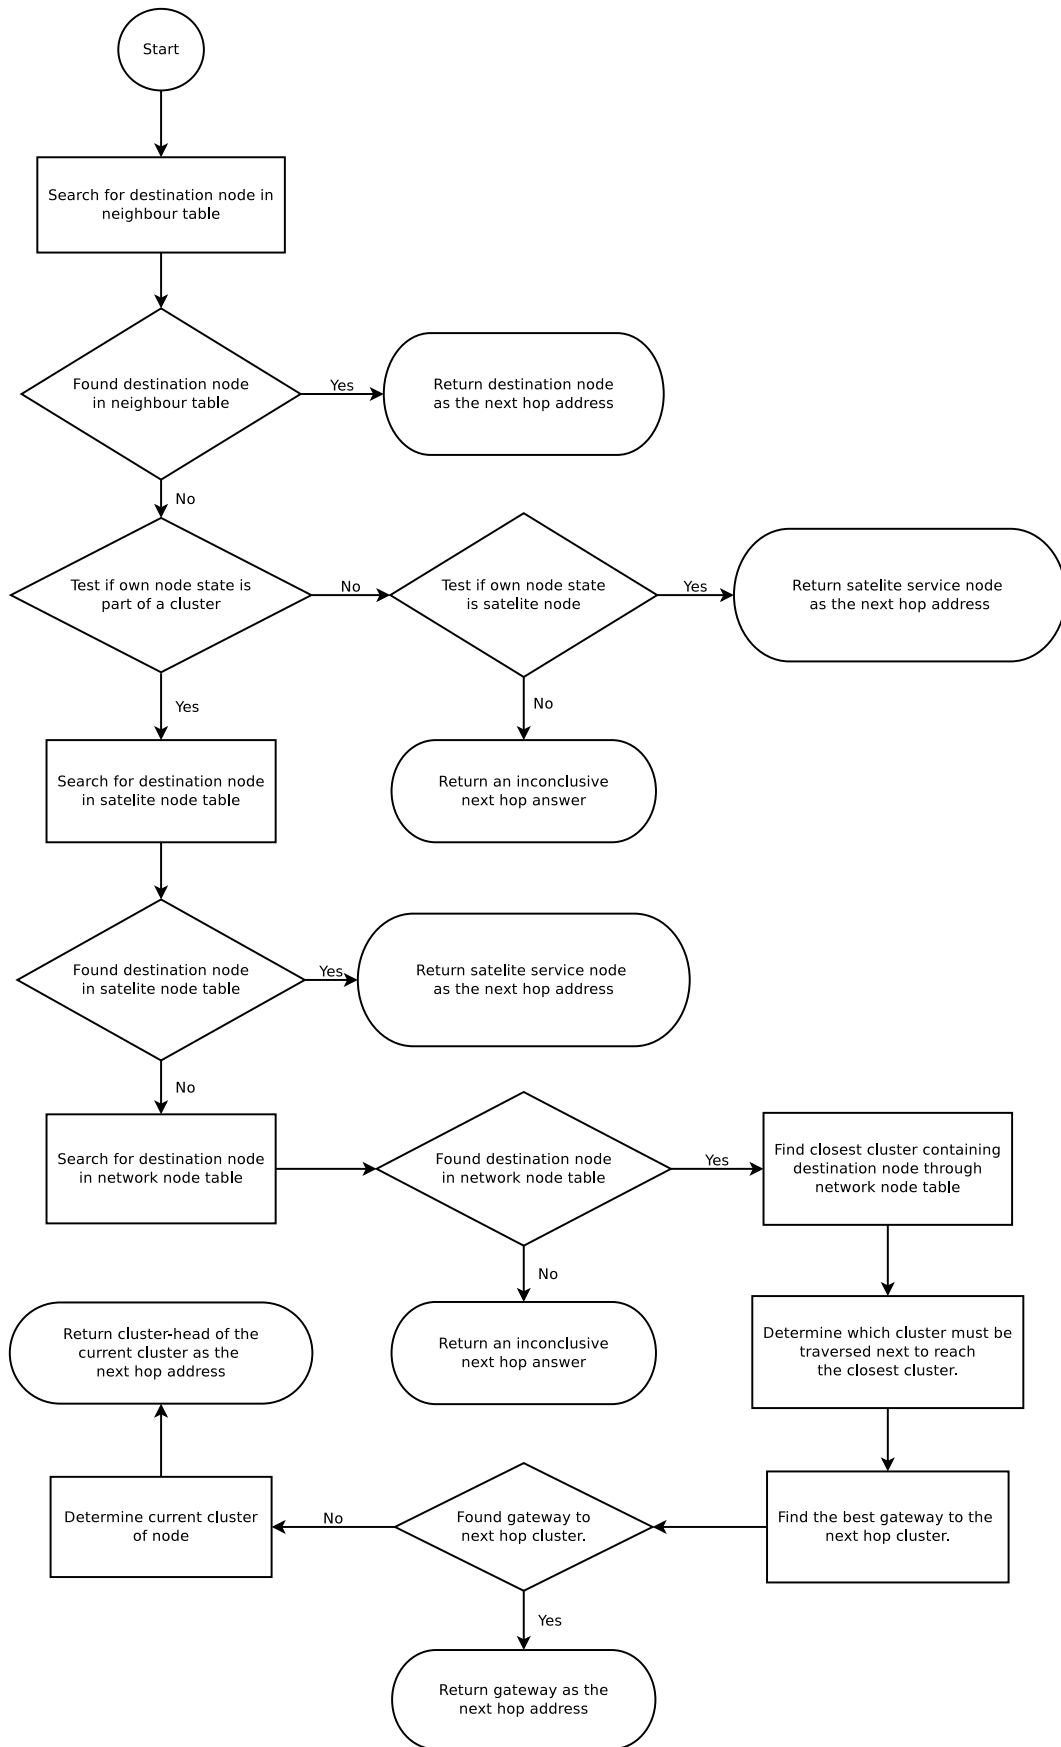 Start
Search for destination node in
neighbour table
Found destination node
in neighbour table
Yes
Return destination node
as the next hop address
No
Test if own node state is
part of a cluster
No
Test if own node state
is satelite node
Yes
Return satelite service node
as the next hop address
Yes
No
Search for destination node
in satelite node table
Return an inconclusive
next hop answer
Found destination node
in satelite node table
Yes
Return satelite service node
as the next hop address
No
Search for destination node
in network node table
Found destination node
in network node table
Yes
Find closest cluster containing
destination node through
network node table
No
Return cluster-head of the
current cluster as the
next hop address
Return an inconclusive
next hop answer
Determine which cluster must be
traversed next to reach
the closest cluster.
Determine current cluster
of node
No
Found gateway to
next hop cluster.
Find the best gateway to the
next hop cluster.
Yes
Return gateway as the
next hop address